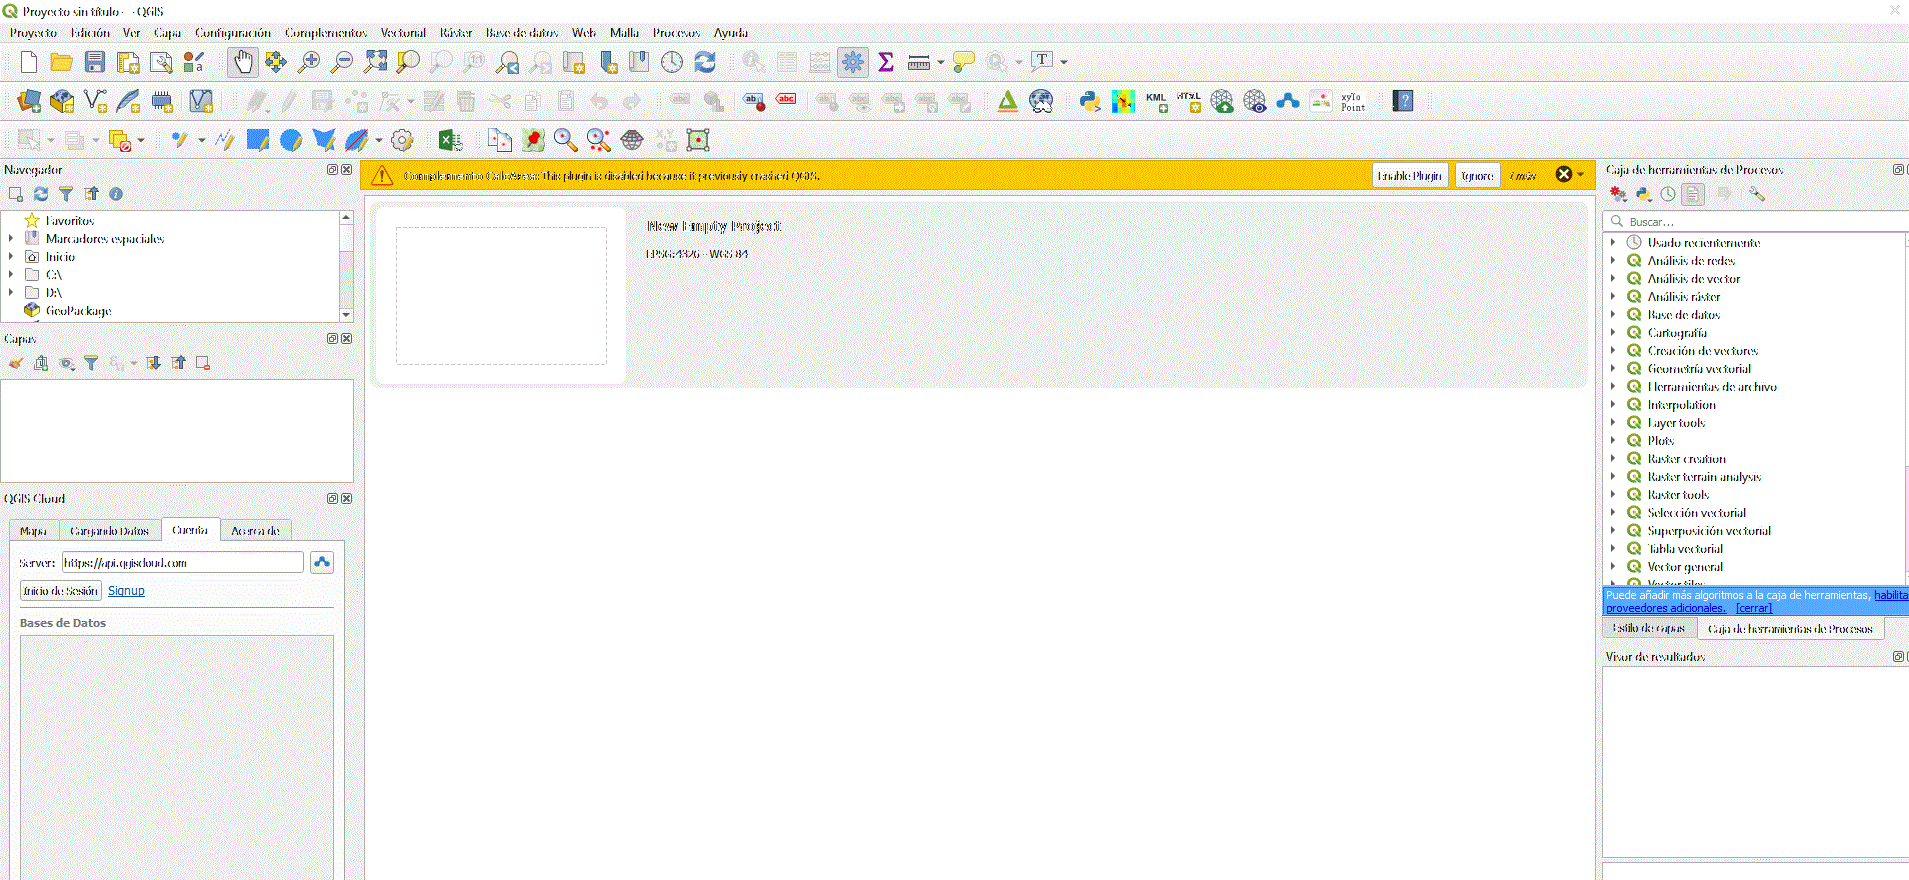 Proyecto sin título - QGIS
Proyecto Edición Ver Capa Configuración Complementos Vectorial Ráster Base de datos Web Malla Procesos Ayuda
1:1
T
ab abc
KML HTML xyTo Point
X,Y
Navegador
Favoritos
Marcadores espaciales
Inicio
C:\
D:\
GeoPackage
Capas
QGIS Cloud
Mapa Cargando Datos Cuenta Acerca de
Server: https://api.qgiscloud.com
Inicio de Sesión Signup
Bases de Datos
This plugin is disabled because it previously crashed QGIS. Enable Plugin Ignore
New Empty Project
EPSG:4326 - WGS 84
Caja de herramientas de Procesos
Buscar...
Usado recientemente
Análisis de redes
Análisis de vector
Análisis ráster
Base de datos
Cartografía
Creación de vectores
Geometría vectorial
Herramientas de archivo
Interpolation
Layer tools
Plots
Raster creation
Raster terrain analysis
Raster tools
Selección vectorial
Superposición vectorial
Tabla vectorial
Vector general
Vector tiles
Puede añadir más algoritmos a la caja de herramientas, habilita
proveedores adicionales. [cerrar]
Estilo de capas Caja de herramientas de Procesos
Visor de resultados